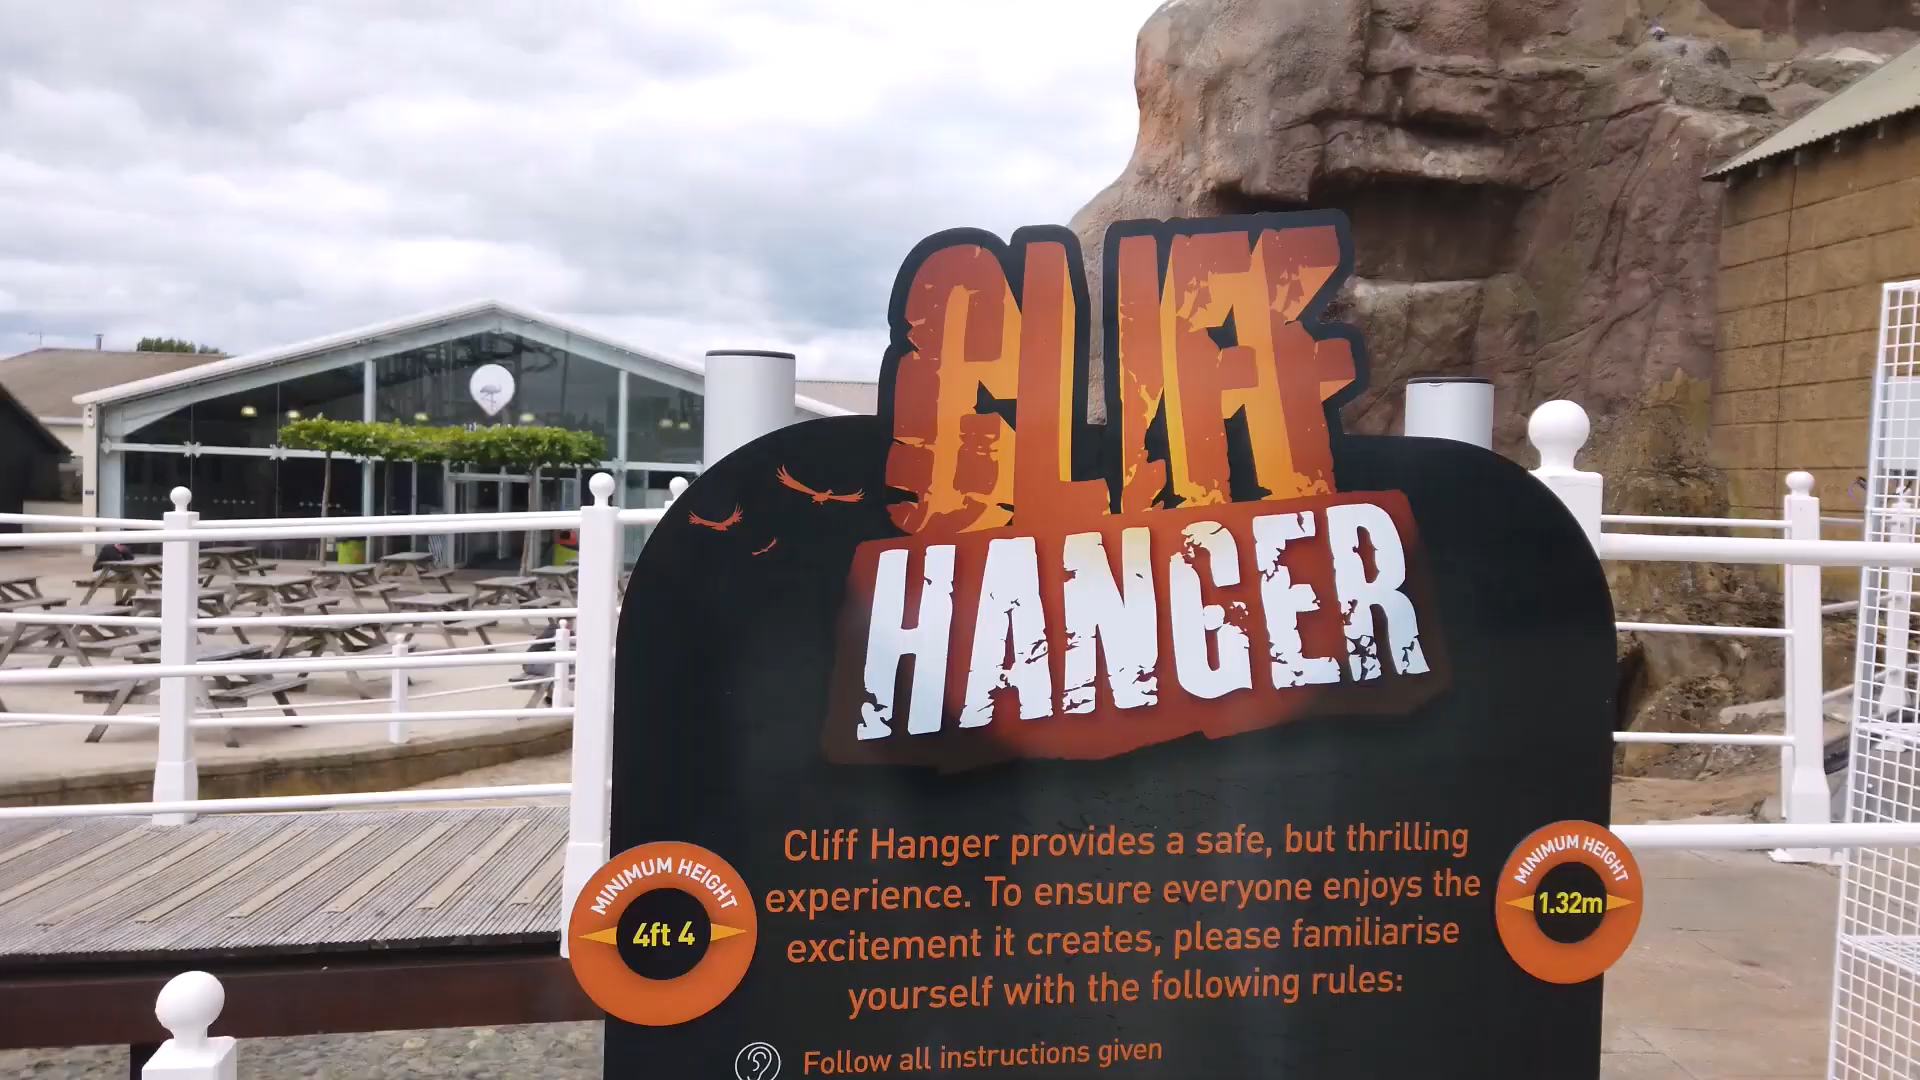 CLIFF
HANGER
Cliff Hanger provides a safe, but thrilling
experience. To ensure everyone enjoys the
excitement it creates, please familiarise
yourself with the following rules:
MINIMUM HEIGHT
4ft 4
MINIMUM HEIGHT
1.32m
Follow all instructions given